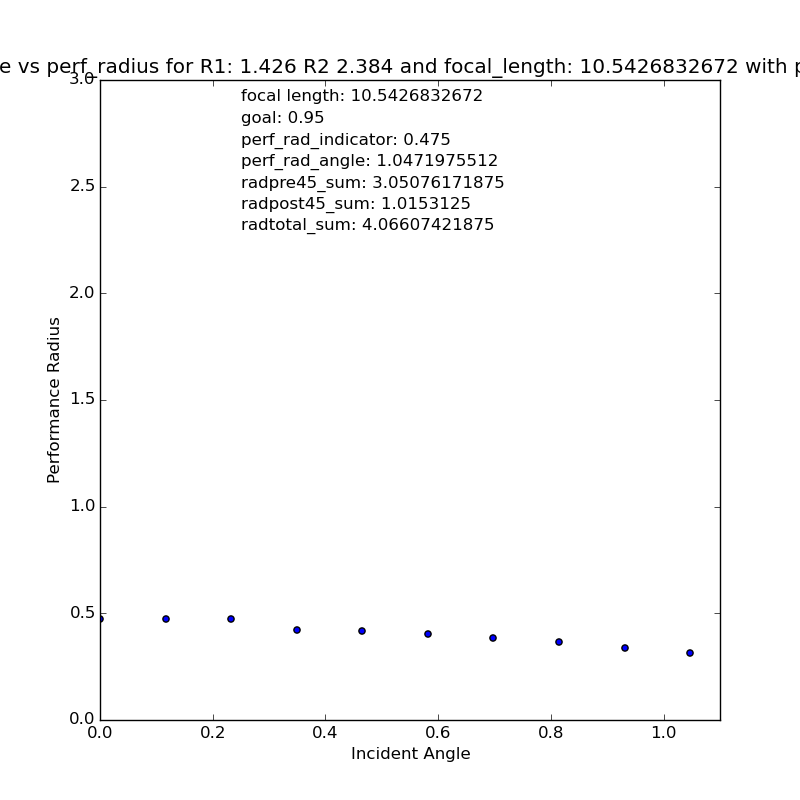 e vs perf_radius for R1: 1.426 R2 2.384 and focal_length: 10.5426832672 with p
3.0
focal length: 10.5426832672
goal: 0.95
perf_rad_indicator: 0.475
perf_rad_angle: 1.0471975512
radpre45_sum: 3.05076171875
radpost45_sum: 1.0153125
radtotal_sum: 4.06607421875
2.5
2.0
1.5
1.0
0.5
0.0
Performance Radius
0.0 0.2 0.4 0.6 0.8 1.0
Incident Angle